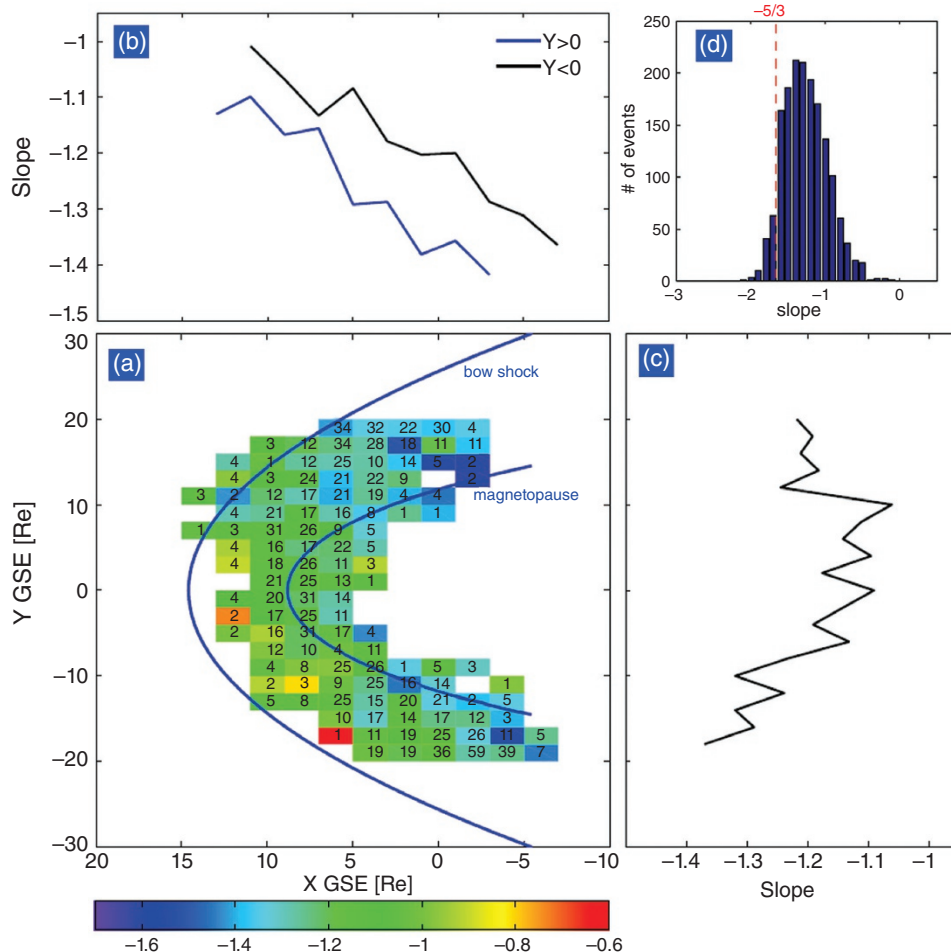 (b)
Y>0
Y<0
Slope
−1
−1.1
−1.2
−1.3
−1.4
−1.5
−5/3
(d)
# of events
250
200
150
100
50
0
−3 −2 −1 0
slope
(a)
bow shock
magnetopause
Y GSE [Re]
30
20
10
0
−10
−20
−30
34 32 22 30 4
3 12 34 28 18 11 11
4 1 12 25 10 14 5 2
4 3 24 21 22 9 2
3 2 12 17 21 19 4 4
4 21 17 16 8 1 1
1 3 31 26 9 5
4 16 17 22 5
4 18 26 11 3
21 25 13 1
4 20 31 14
2 17 25 11
2 16 31 17 4
12 10 4 11
4 8 25 26 1 5 3
2 3 9 25 16 14 1
5 8 25 15 20 21 2 5
10 17 14 17 12 3
1 11 19 25 26 11 5
19 19 36 59 39 7
20 15 10 5 0 −5 −10
X GSE [Re]
(c)
−1.4 −1.3 −1.2 −1.1 −1
Slope
−1.6 −1.4 −1.2 −1 −0.8 −0.6